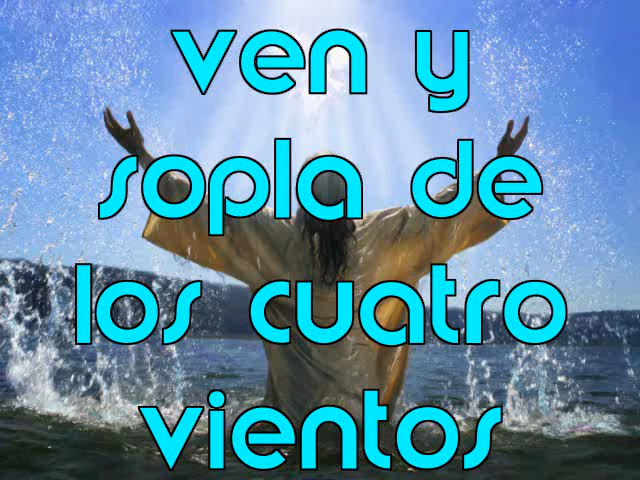 ven y
sopla de
los cuatro
vientos